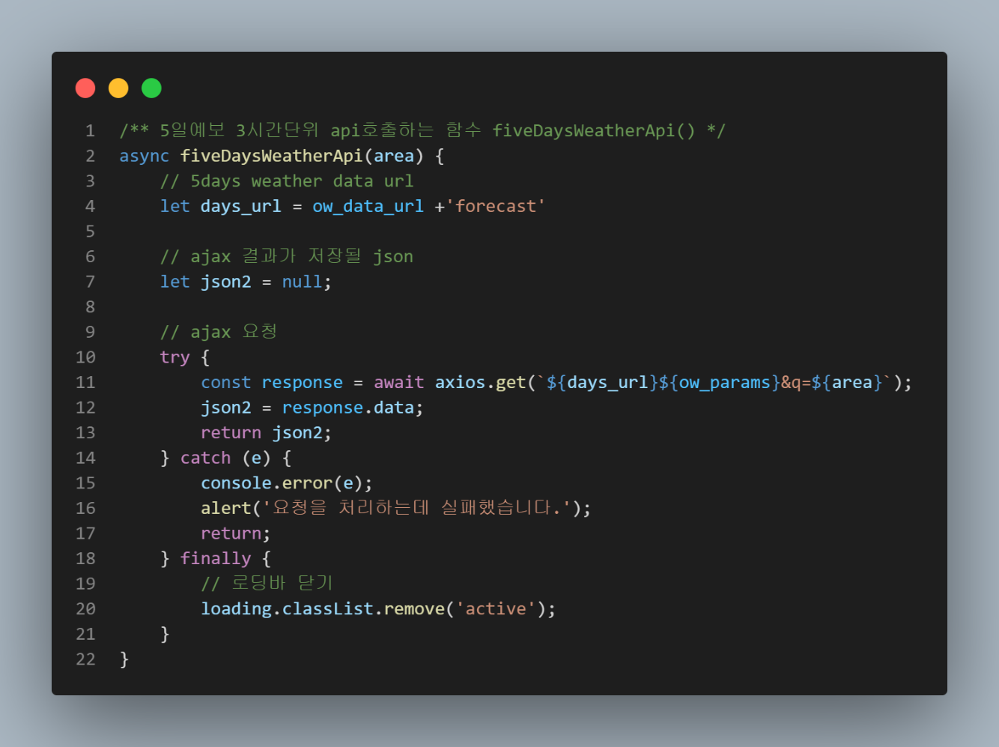 1 /** 5일예보 3시간단위 api호출하는 함수 fiveDaysWeatherApi() */
2 async fiveDaysWeatherApi(area) {
3     // 5days weather data url
4     let days_url = ow_data_url +'forecast'
5
6     // ajax 결과가 저장될 json
7     let json2 = null;
8
9     // ajax 요청
10     try {
11         const response = await axios.get(`${days_url}${ow_params}&q=${area}`);
12         json2 = response.data;
13         return json2;
14     } catch (e) {
15         console.error(e);
16         alert('요청을 처리하는데 실패했습니다.');
17         return;
18     } finally {
19         // 로딩바 닫기
20         loading.classList.remove('active');
21     }
22 }